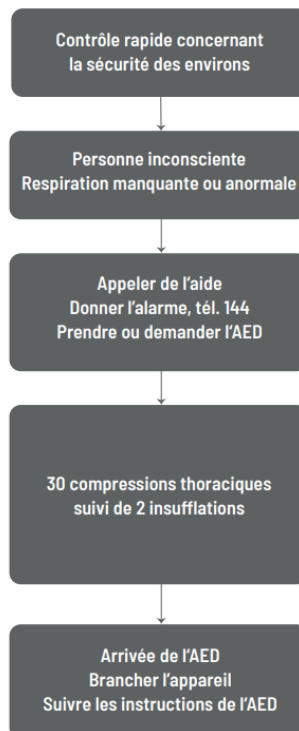 Contrôle rapide concernant
la sécurité des environs
Personne inconsciente
Respiration manquante ou anormale
Appeler de l'aide
Donner l'alarme, tél. 144
Prendre ou demander l'AED
30 compressions thoraciques
suivi de 2 insufflations
Arrivée de l'AED
Brancher l'appareil
Suivre les instructions de l'AED